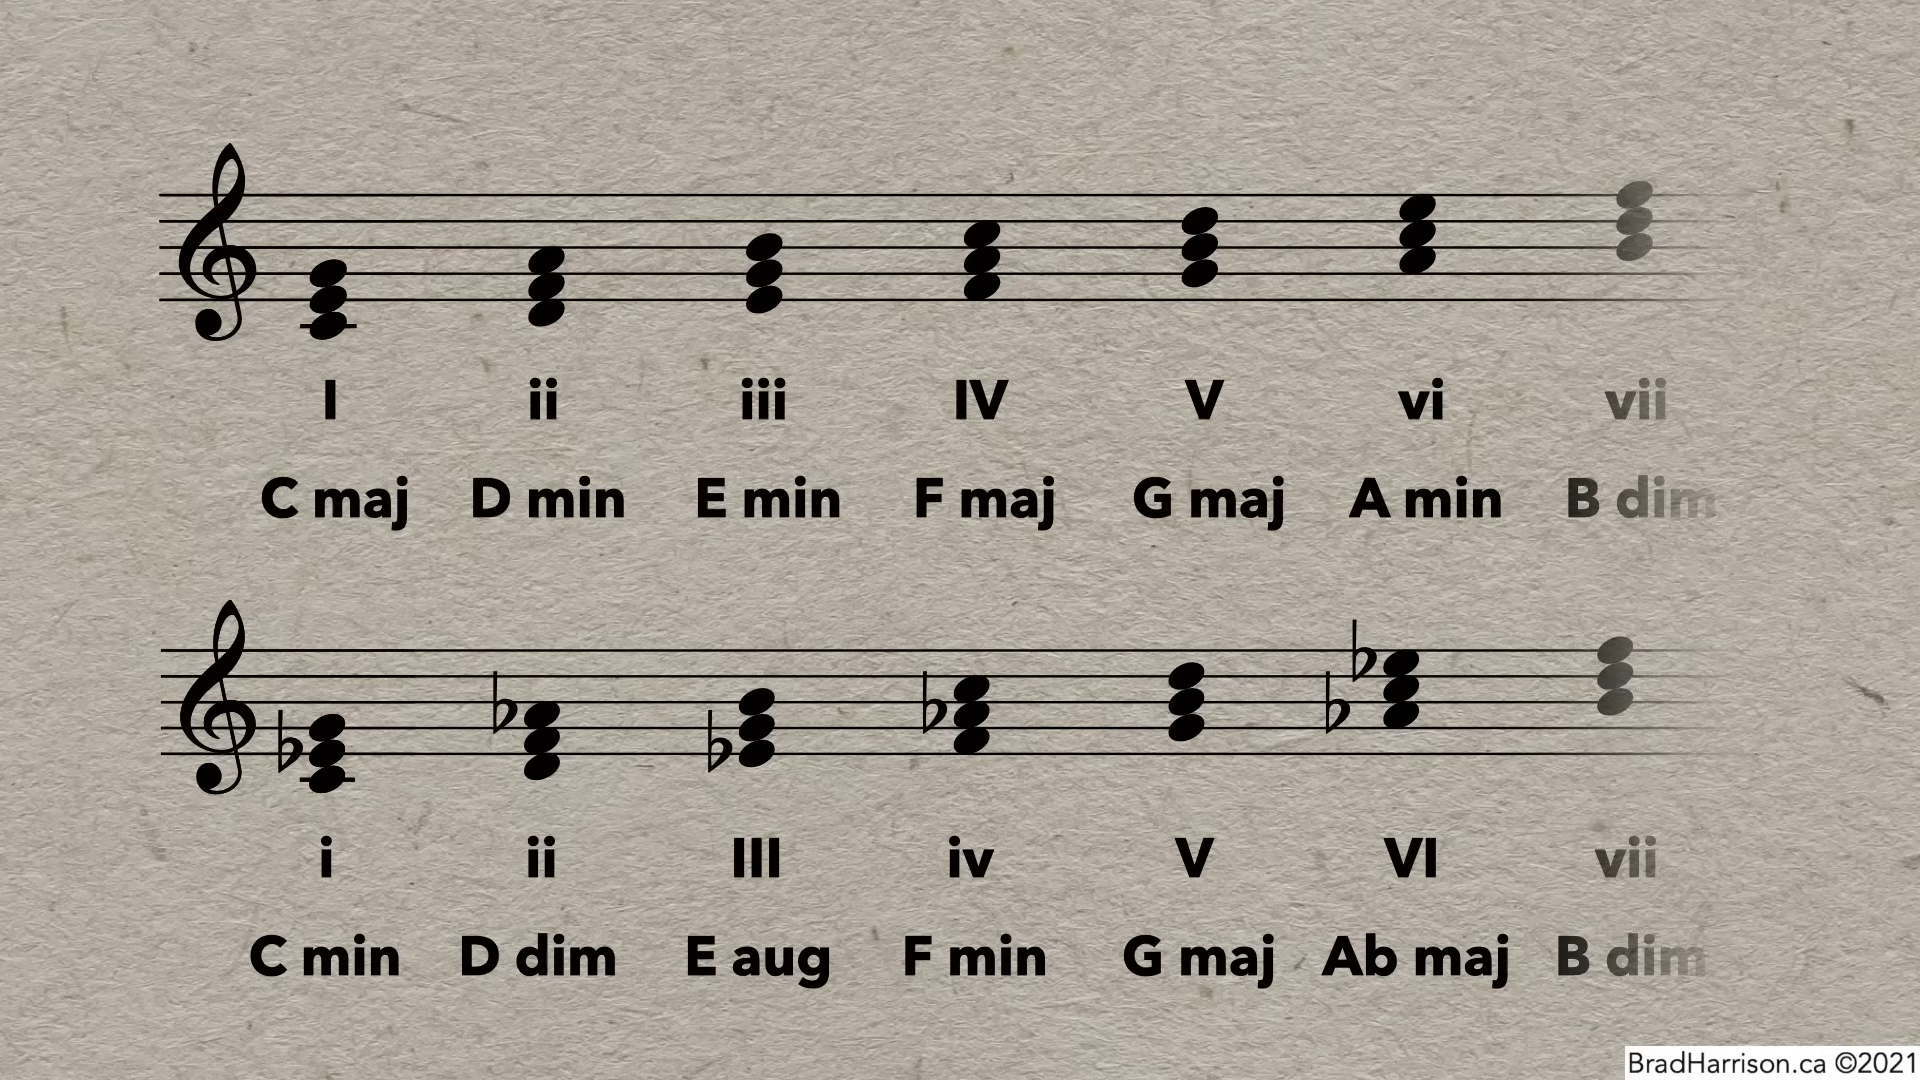 I ii iii IV V vi vii
C maj D min E min F maj G maj A min B dim
i ii III iv V VI vii
C min D dim E aug F min G maj Ab maj B dim
BradHarrison.ca ©2021